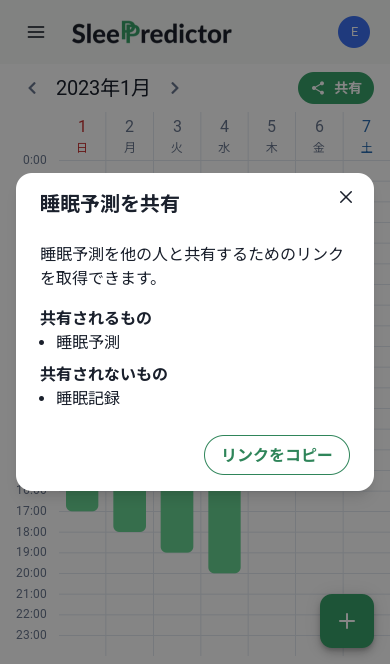 SleePPredictor
E
2023年1月
共有
1 2 3 4 5 6 7
日 月 火 水 木 金 土
0:00
睡眠予測を共有
睡眠予測を他の人と共有するためのリンク
を取得できます。
共有されるもの
• 睡眠予測
共有されないもの
• 睡眠記録
リンクをコピー
16:00
17:00
18:00
19:00
20:00
21:00
22:00
23:00